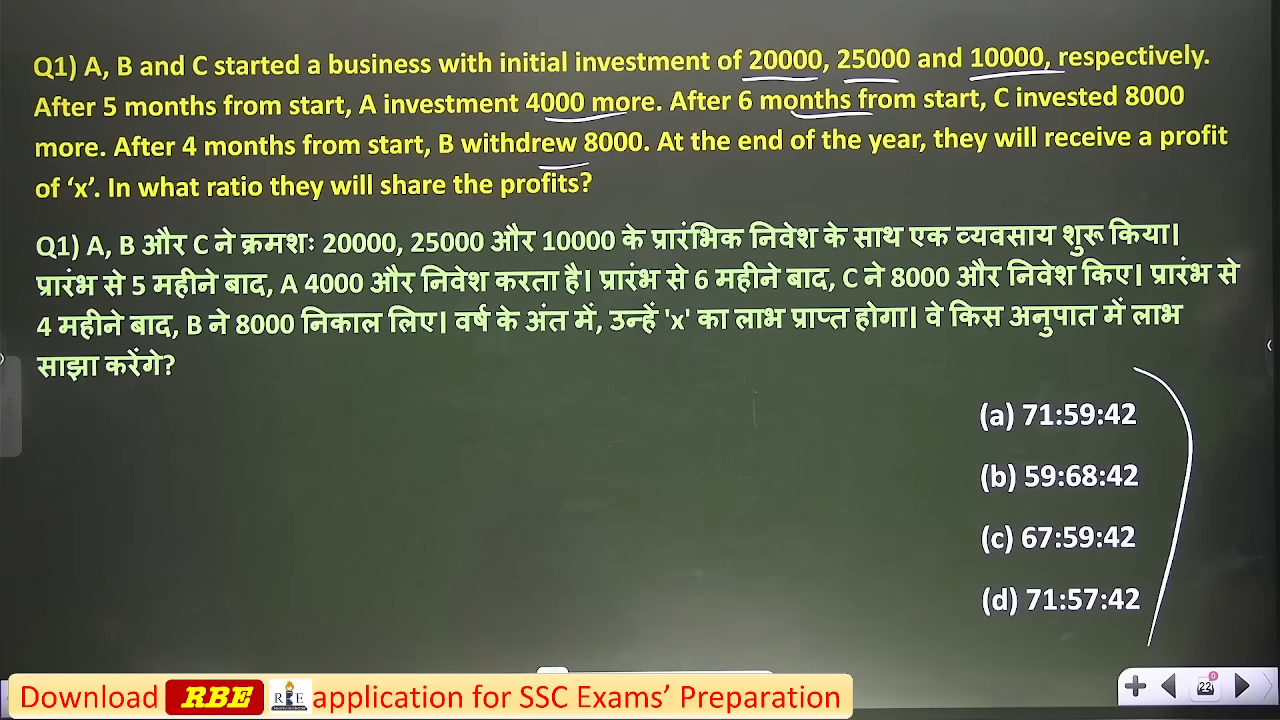 Q1) A, B and C started a business with initial investment of 20000, 25000 and 10000, respectively.
After 5 months from start, A investment 4000 more. After 6 months from start, C invested 8000
more. After 4 months from start, B withdrew 8000. At the end of the year, they will receive a profit
of ‘x’. In what ratio they will share the profits?
Q1) A, B और C ने क्रमशः 20000, 25000 और 10000 के प्रारंभिक निवेश के साथ एक व्यवसाय शुरू किया।
प्रारंभ से 5 महीने बाद, A 4000 और निवेश करता है। प्रारंभ से 6 महीने बाद, C ने 8000 और निवेश किए। प्रारंभ से
4 महीने बाद, B ने 8000 निकाल लिए। वर्ष के अंत में, उन्हें 'x' का लाभ प्राप्त होगा। वे किस अनुपात में लाभ
साझा करेंगे?
(a) 71:59:42
(b) 59:68:42
(c) 67:59:42
(d) 71:57:42
22
0
Download RBE RBE application for SSC Exams’ Preparation